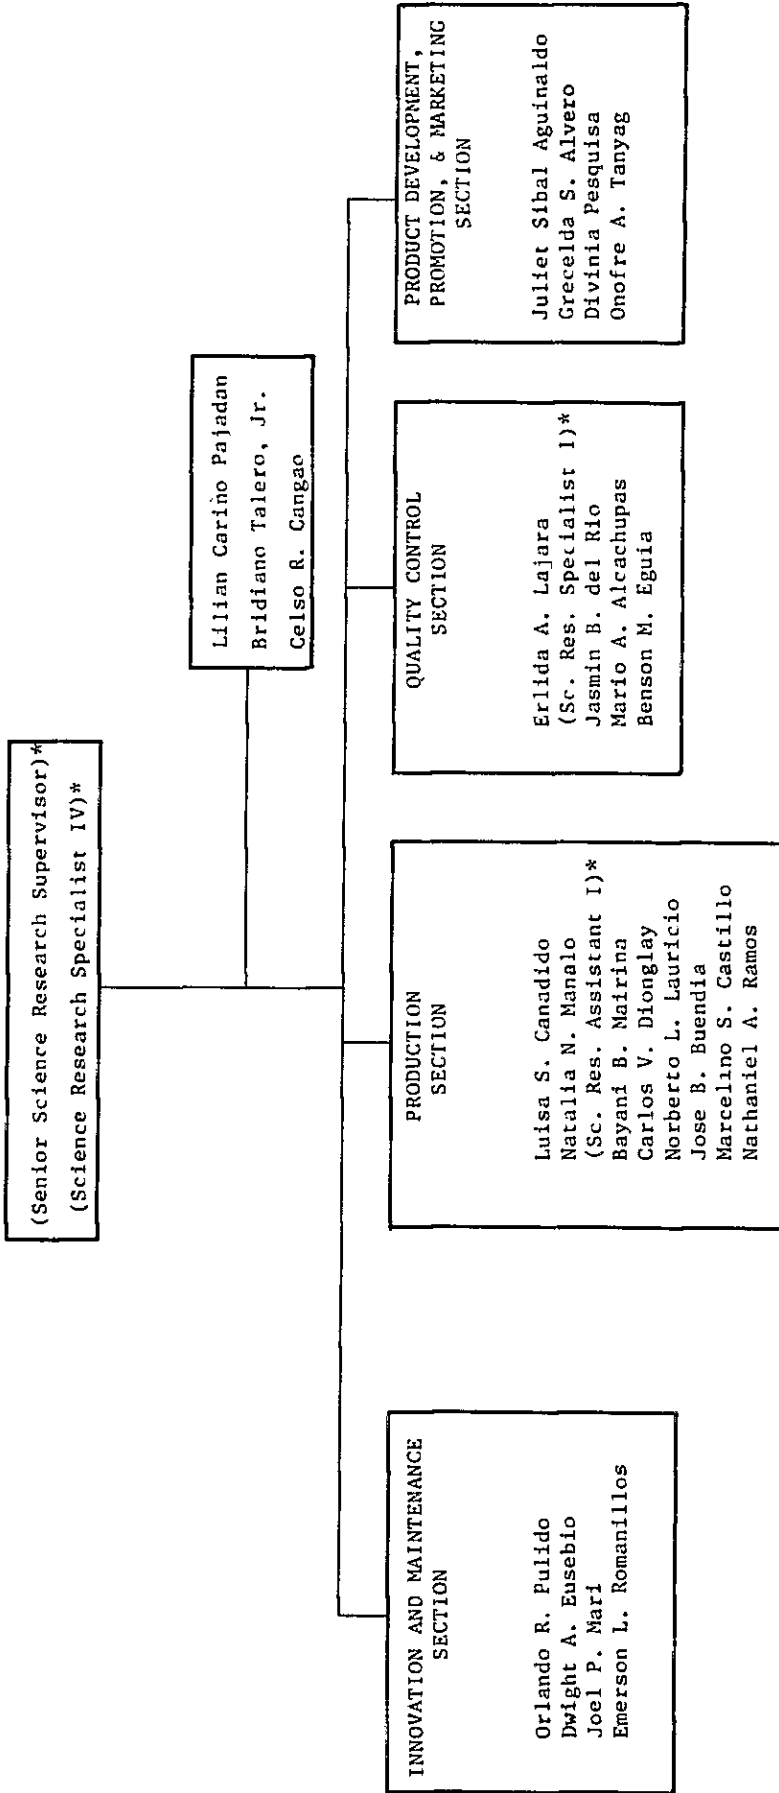 (Senior Science Research Supervisor)*
(Science Research Specialist IV)*
Lilian Cariño Pajadan
Bridiano Talero, Jr.
Celso R. Cangao
INNOVATION AND MAINTENANCE
SECTION
Orlando R. Pulido
Dwight A. Eusebio
Joel P. Mari
Emerson L. Romanillos
PRODUCTION
SECTION
Luisa S. Canadido
Natalia N. Manalo
(Sc. Res. Assistant I)*
Bayani B. Mairina
Carlos V. Dionglay
Norberto L. Lauricio
Jose B. Buendia
Marcelino S. Castillo
Nathaniel A. Ramos
QUALITY CONTROL
SECTION
Erlida A. Lajara
(Sc. Res. Specialist I)*
Jasmin B. del Rio
Mario A. Alcachupas
Benson M. Eguia
PRODUCT DEVELOPMENT,
PROMOTION, & MARKETING
SECTION
Juliet Sibal Aguinaldo
Grecelda S. Alvero
Divinia Pesquisa
Onofre A. Tanyag